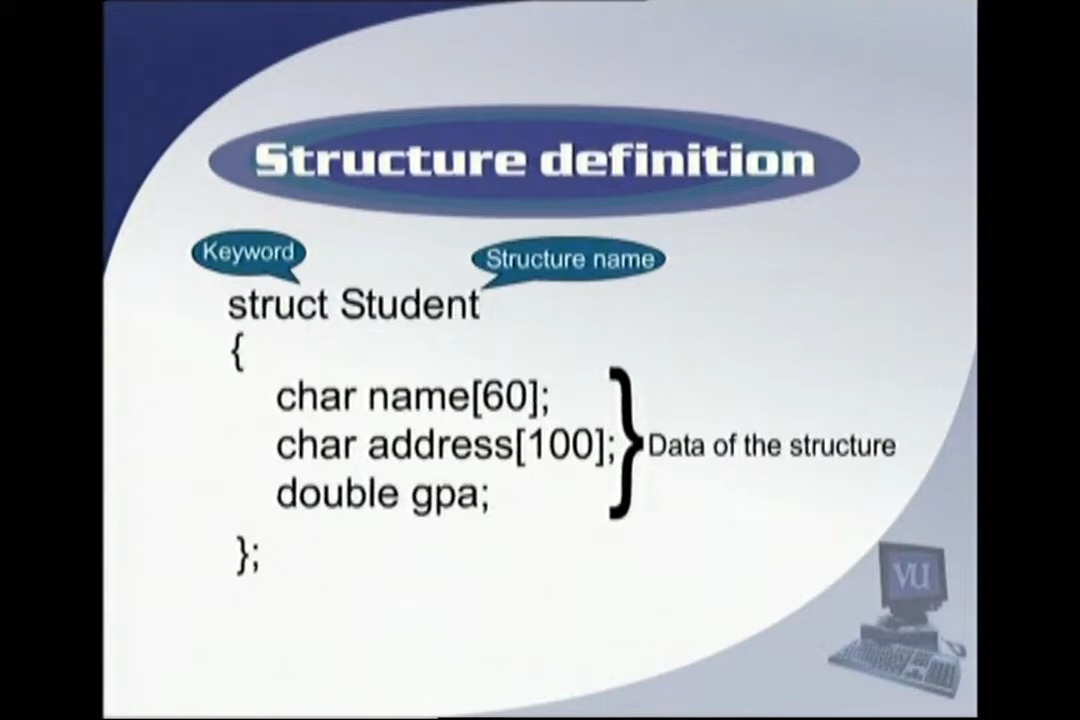 Structure definition
Keyword
Structure name
struct Student
{
char name[60];
char address[100];
double gpa;
Data of the structure
};
VU